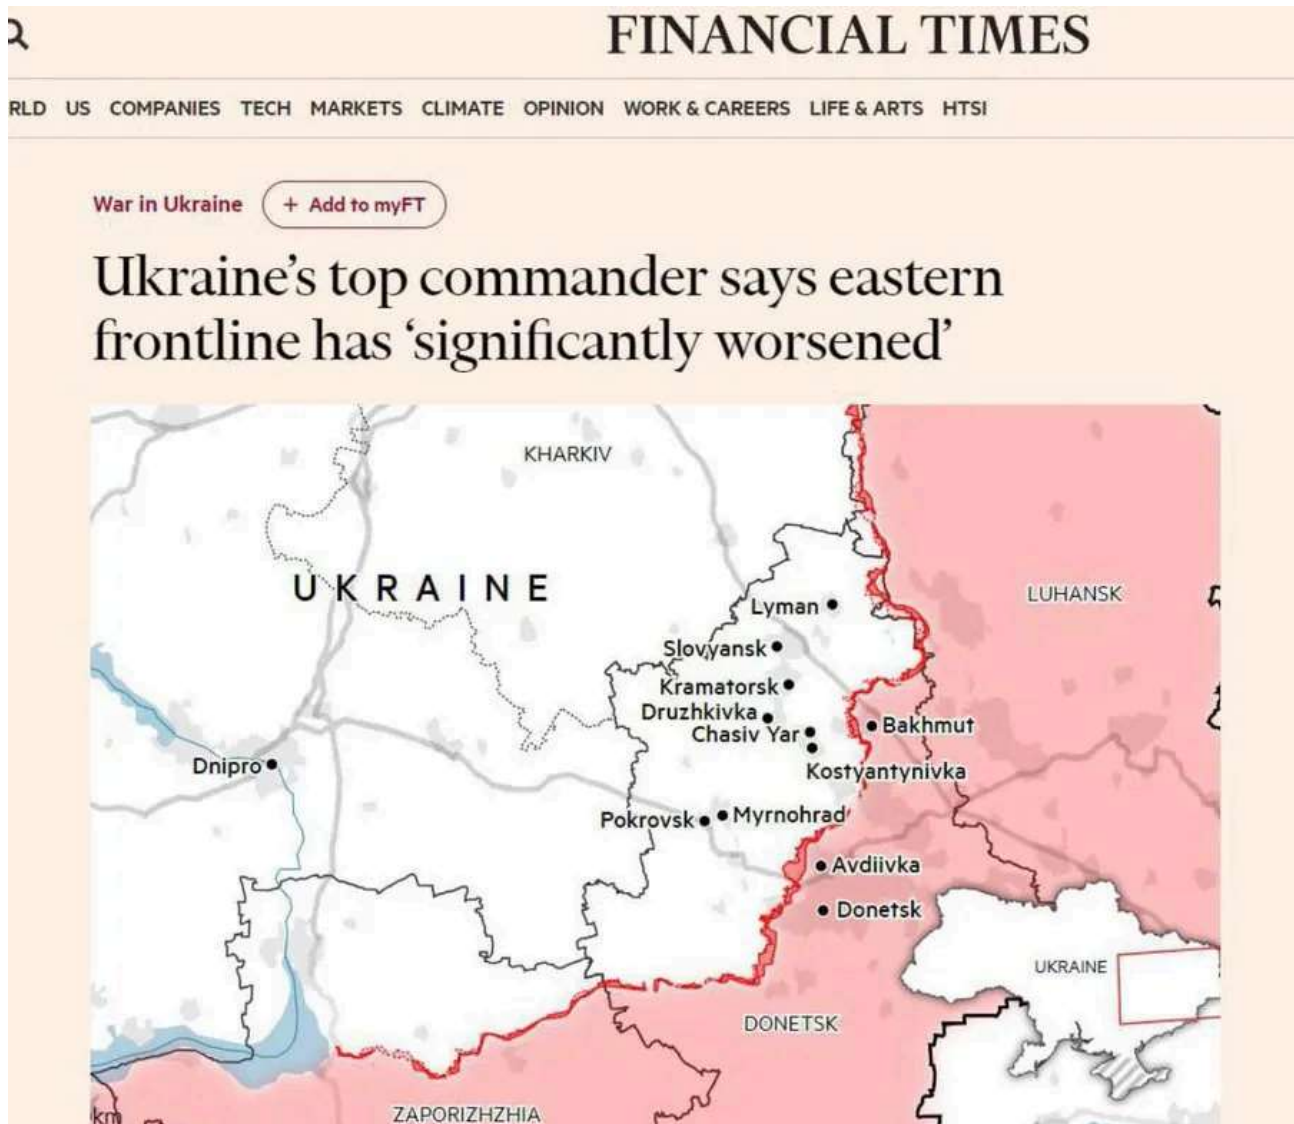 FINANCIAL TIMES
RLD US COMPANIES TECH MARKETS CLIMATE OPINION WORK & CAREERS LIFE & ARTS HTSI
War in Ukraine + Add to myFT
Ukraine’s top commander says eastern
frontline has ‘significantly worsened’
KHARKIV
UKRAINE
LUHANSK
Lyman
Slovyansk
Kramatorsk
Druzhkivka
Chasiv Yar
Bakhmut
Kostyantynivka
Dnipro
Pokrovsk
Myrnohrad
Avdiivka
Donetsk
UKRAINE
DONETSK
ZAPORIZHZHIA
km